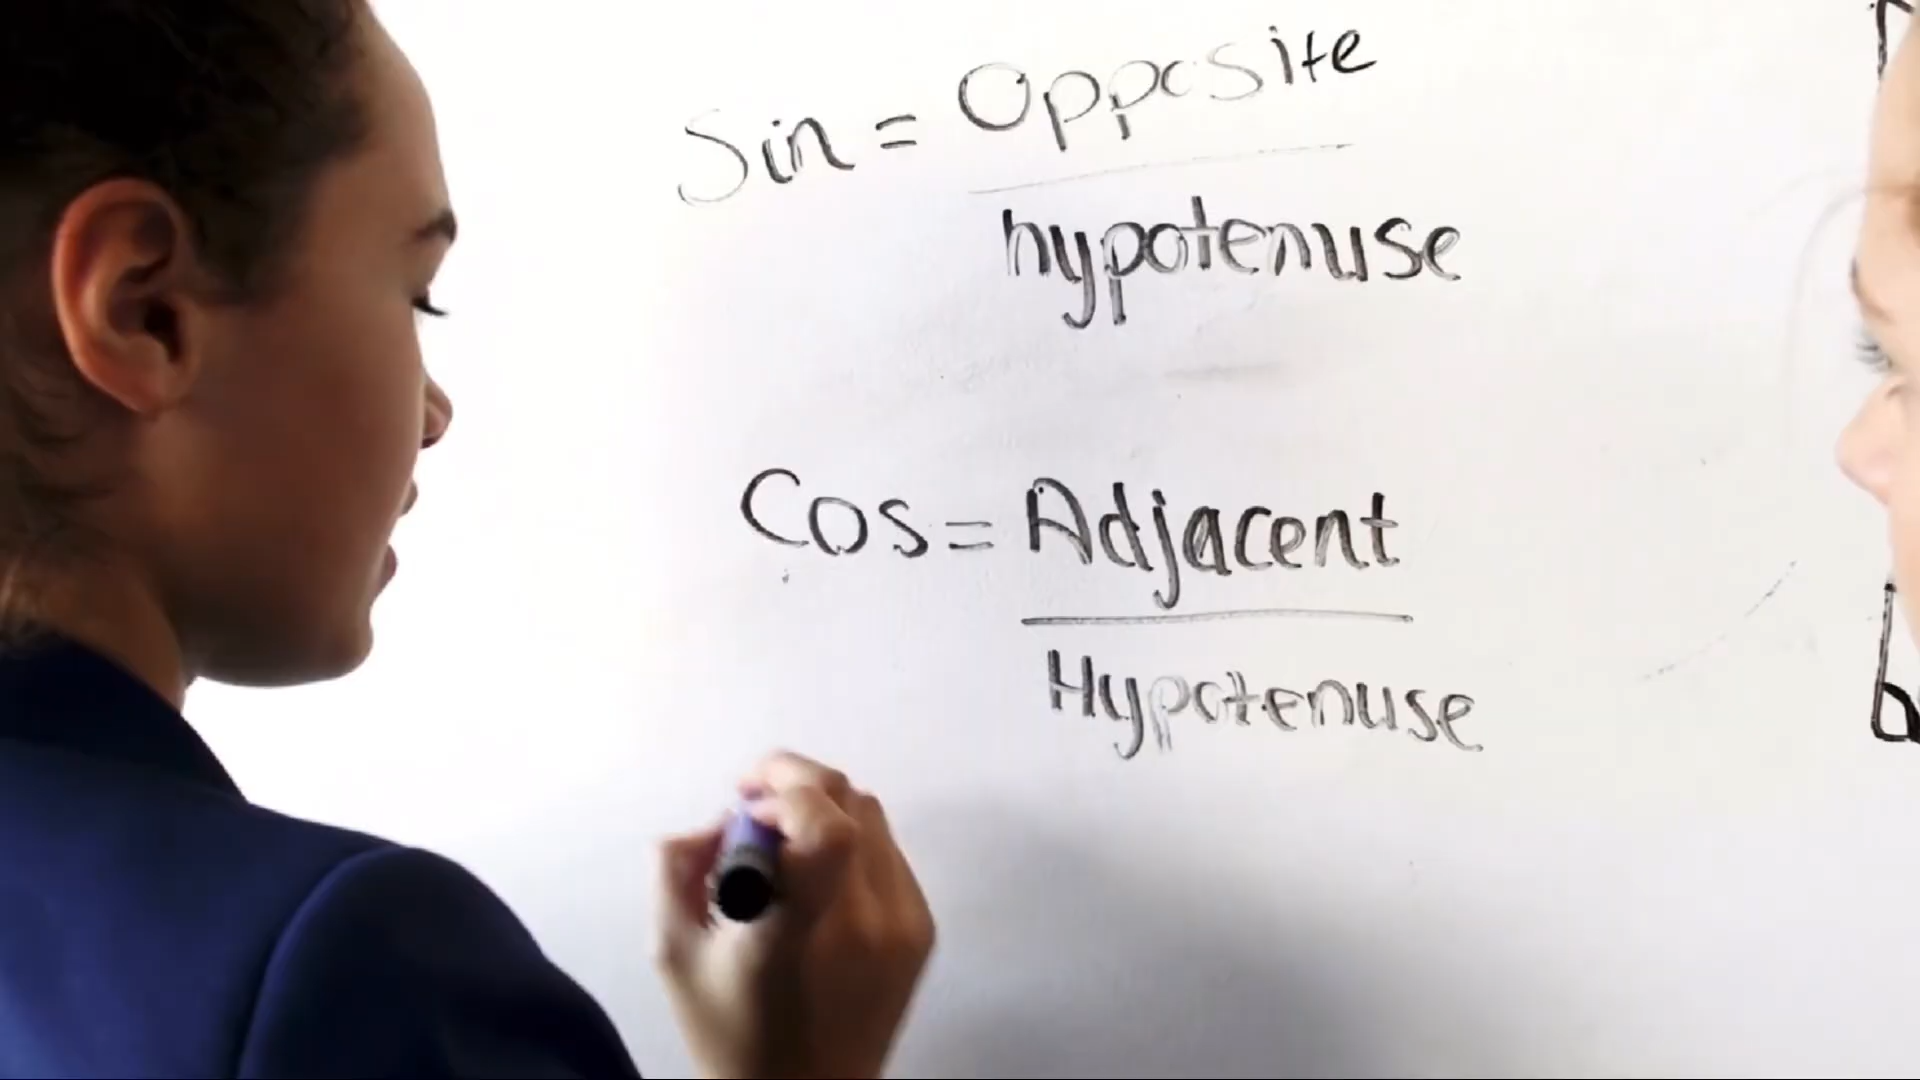 Sin = Opposite
hypotenuse
Cos = Adjacent
Hypotenuse
b